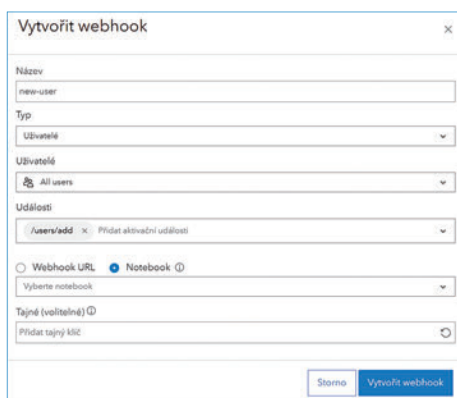 Vytvořit webhook
Název
new-user
Typ
Uživatelé
Uživatelé
All users
Události
/users/add × Přidat aktivační události
Webhook URL Notebook
Vyberte notebook
Tajné (volitelné)
Přidat tajný klíč
Storno Vytvořit webhook